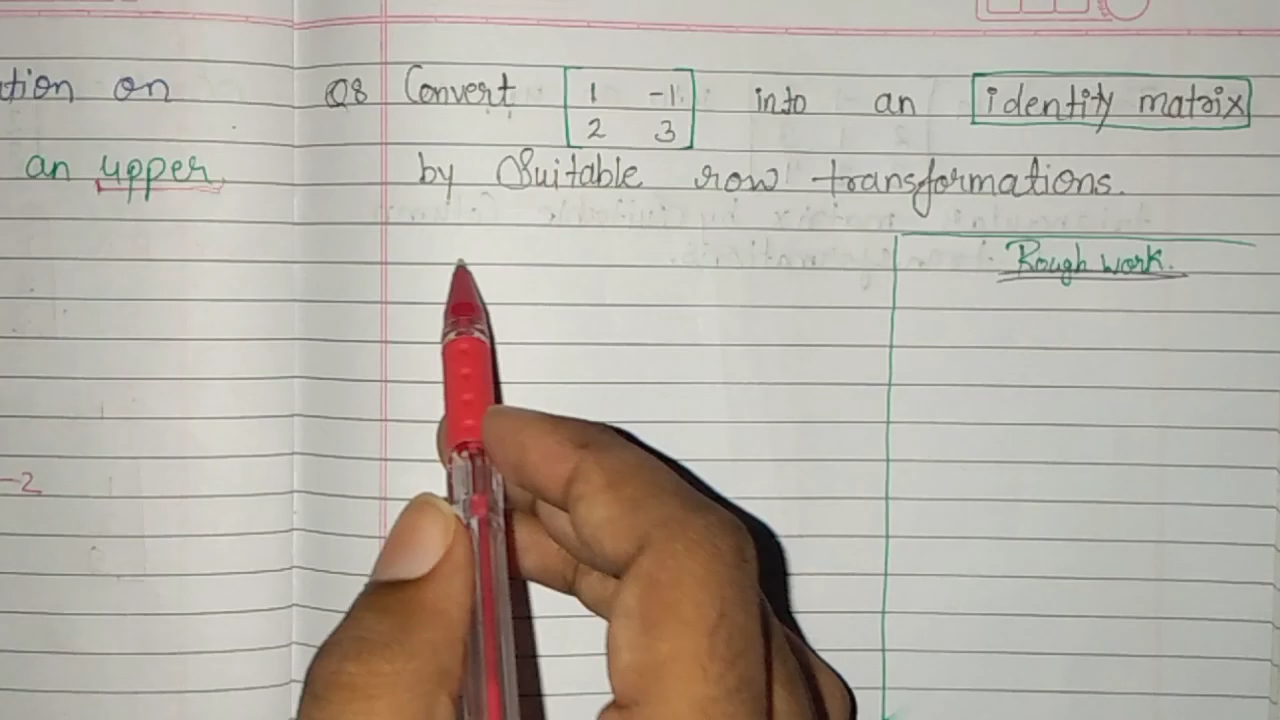 tion on
an upper
-2
Q8 Convert [1 -1 into an identity matrix
2 3]
by Suitable row transformations.
Rough work.